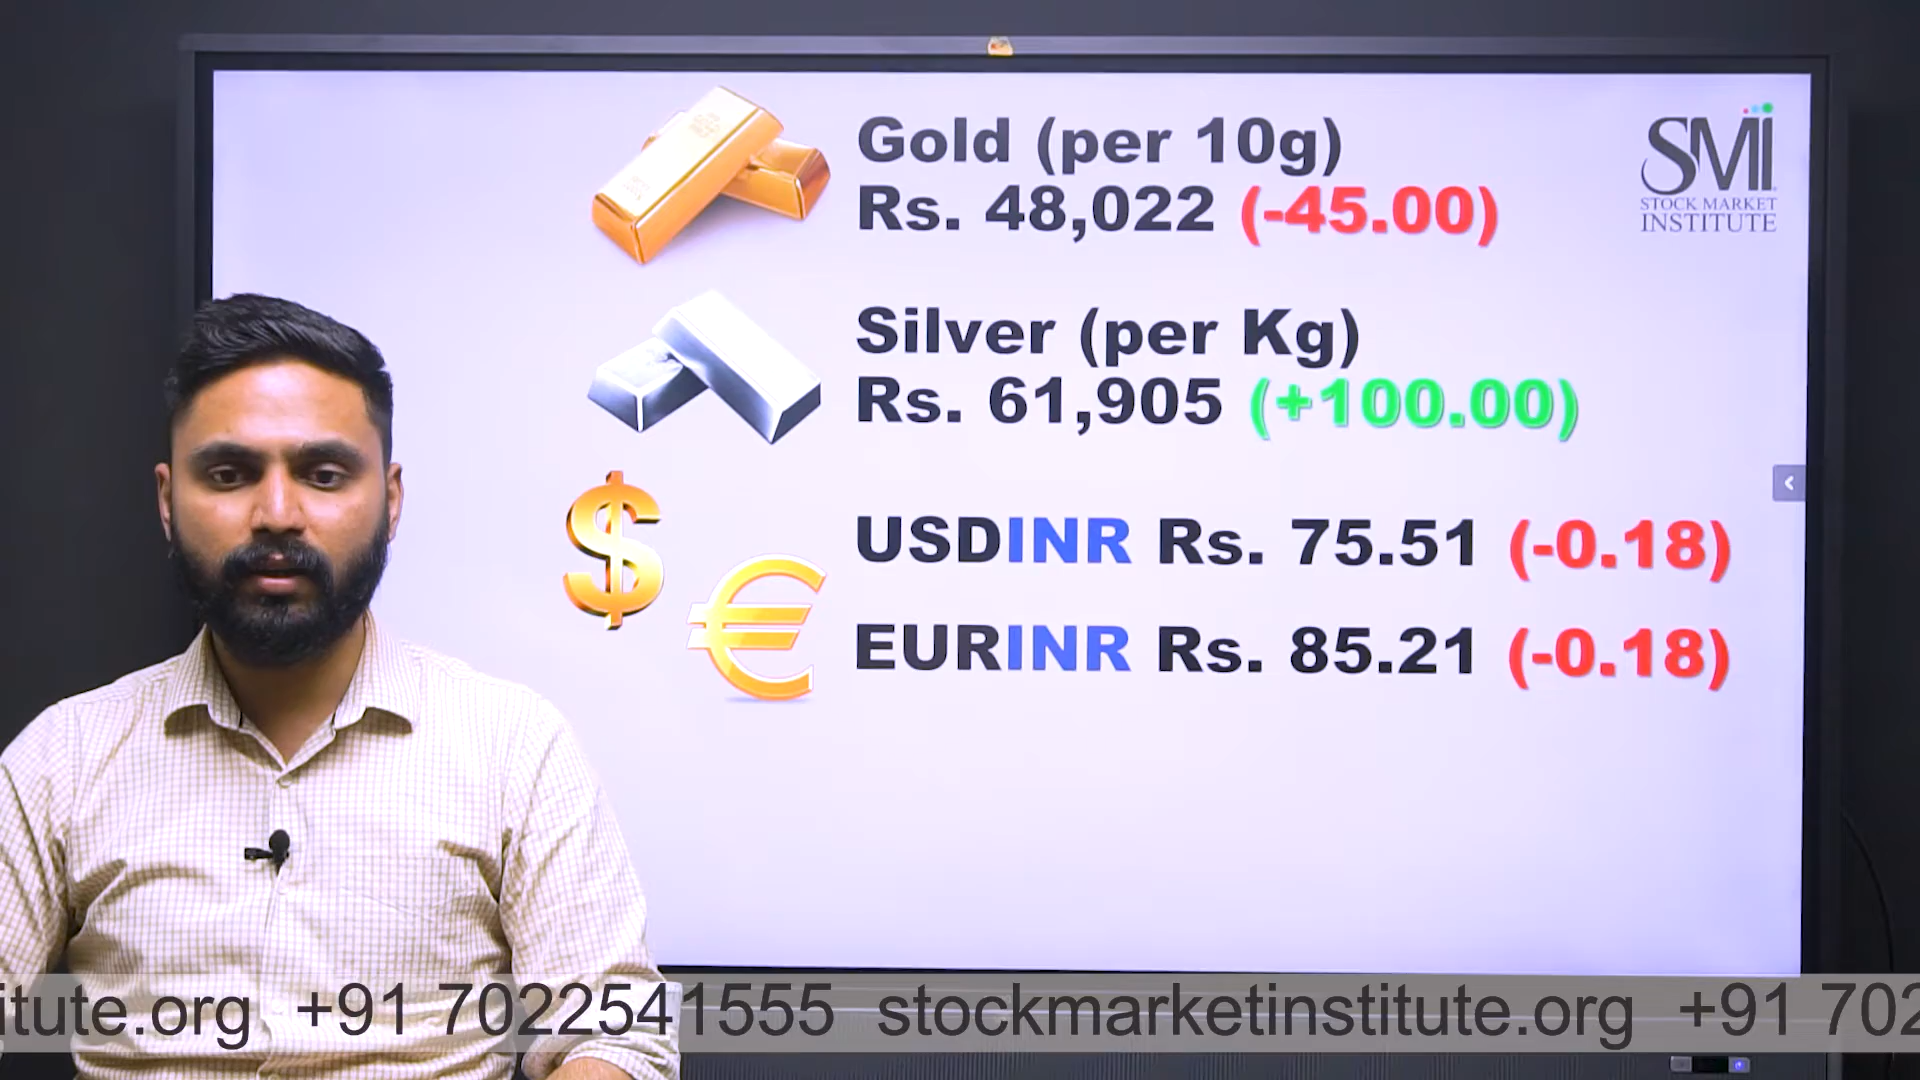 Gold (per 10g)
Rs. 48,022 (-45.00)
SMI
STOCK MARKET
INSTITUTE
Silver (per Kg)
Rs. 61,905 (+100.00)
$
USDINR Rs. 75.51 (-0.18)
€
EURINR Rs. 85.21 (-0.18)
itute.org +91 7022541555 stockmarketinstitute.org +91 702